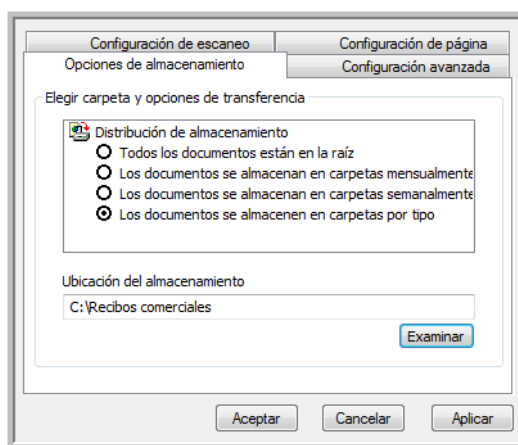 Configuración de escaneo
Configuración de página
Opciones de almacenamiento
Configuración avanzada
Elegir carpeta y opciones de transferencia
Distribución de almacenamiento
Todos los documentos están en la raíz
Los documentos se almacenan en carpetas mensualmente
Los documentos se almacenan en carpetas semanalmente
Los documentos se almacenen en carpetas por tipo
Ubicación del almacenamiento
C:\Recibos comerciales
Examinar
Aceptar
Cancelar
Aplicar